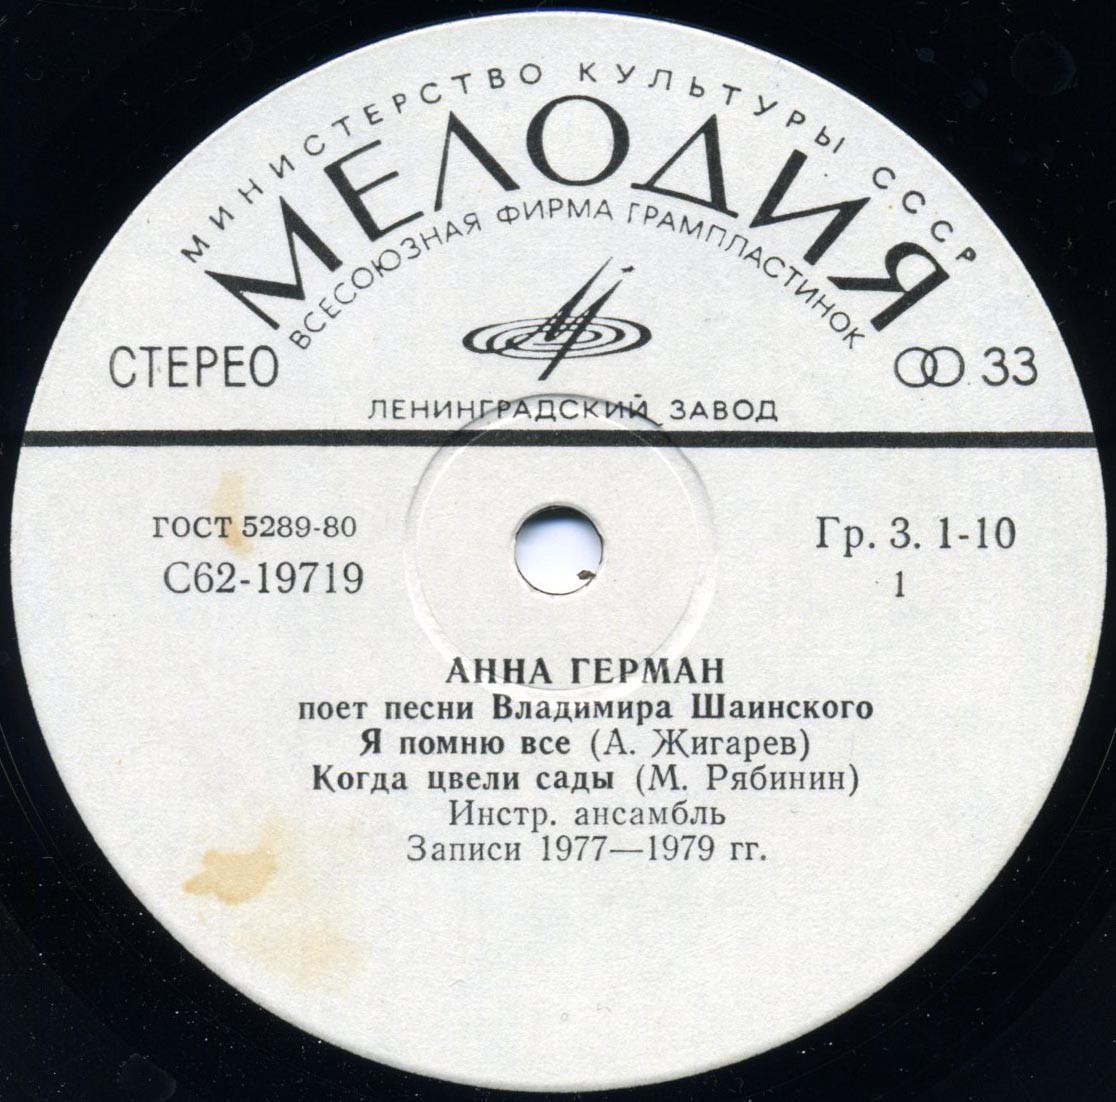 МИНИСТЕРСТВО КУЛЬТУРЫ СССР
МЕЛОДИЯ
ВСЕСОЮЗНАЯ ФИРМА ГРАМПЛАСТИНОК
СТЕРЕО
33
ЛЕНИНГРАДСКИЙ ЗАВОД
ГОСТ 5289-80
Гр. 3. 1-10
С62-19719
1
АННА ГЕРМАН
поет песни Владимира Шаинского
Я помню все (А. Жигарев)
Когда цвели сады (М. Рябинин)
Инстр. ансамбль
Записи 1977—1979 гг.